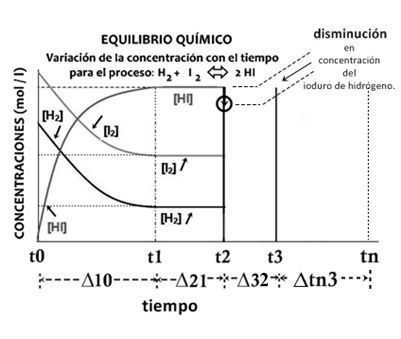 EQUILIBRIO QUÍMICO
Variación de la concentración con el tiempo
para el proceso: H2 + I 2 ⇔ 2 HI
disminución
en
concentración
del
ioduro de hidrógeno.
CONCENTRACIONES (mol / l)
[HI]
[H2]
[I2]
[I2]
[H2]
[HI]
t0 t1 t2 t3 tn
Δ10 Δ21 Δ32 Δtn3
tiempo